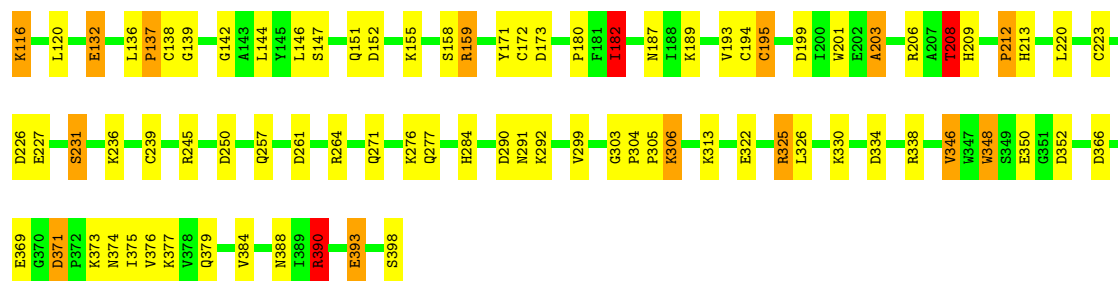 K116 L120 E132 L136 P137 C138 G139 G142 A143 L144 Y145 L146 S147 Q151 D152 K155 S158 R159 Y171 C172 D173 P180 F181 I182 N187 I188 K189 V193 C194 C195 D199 I200 W201 E202 A203 R206 A207 T208 H209 P212 H213 L220 C223
D226 E227 S231 K236 C239 R245 D250 Q257 D261 R264 Q271 K276 Q277 H284 D290 N291 K292 V299 G303 P304 P305 K306 K313 E322 R325 L326 K330 D334 R338 V346 W347 W348 S349 E350 G351 D352 D366
E369 G370 D371 P372 K373 N374 I375 V376 K377 V378 Q379 V384 N388 I389 R390 E393 S398